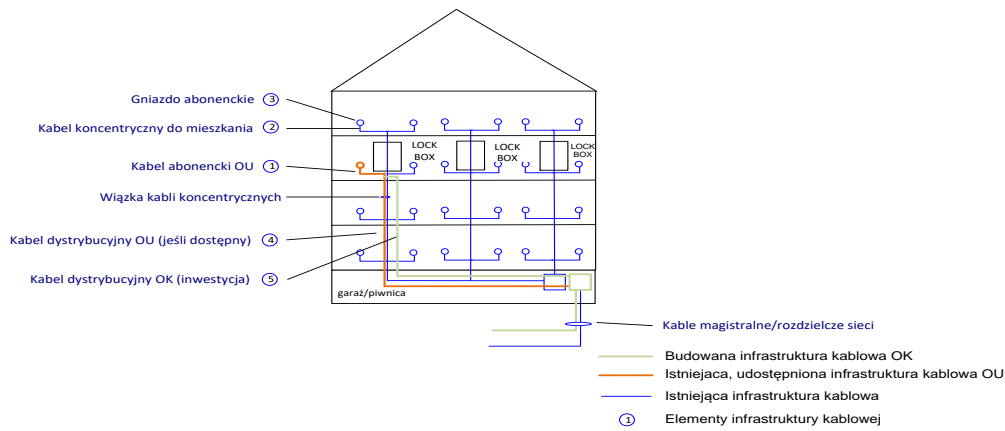 Gniazdo abonenckie 3
Kabel koncentryczny do mieszkania 2
LOCK BOX
LOCK BOX
LOCK BOX
Kabel abonencki OU 1
Wiązka kabli koncentrycznych
Kabel dystrybucyjny OU (jeśli dostępny) 4
Kabel dystrybucyjny OK (inwestycja) 5
garaż/piwnica
Kable magistralne/rozdzielcze sieci
Budowana infrastruktura kablowa OK
Istniejaca, udostępniona infrastruktura kablowa OU
Istniejąca infrastruktura kablowa
1 Elementy infrastruktury kablowej